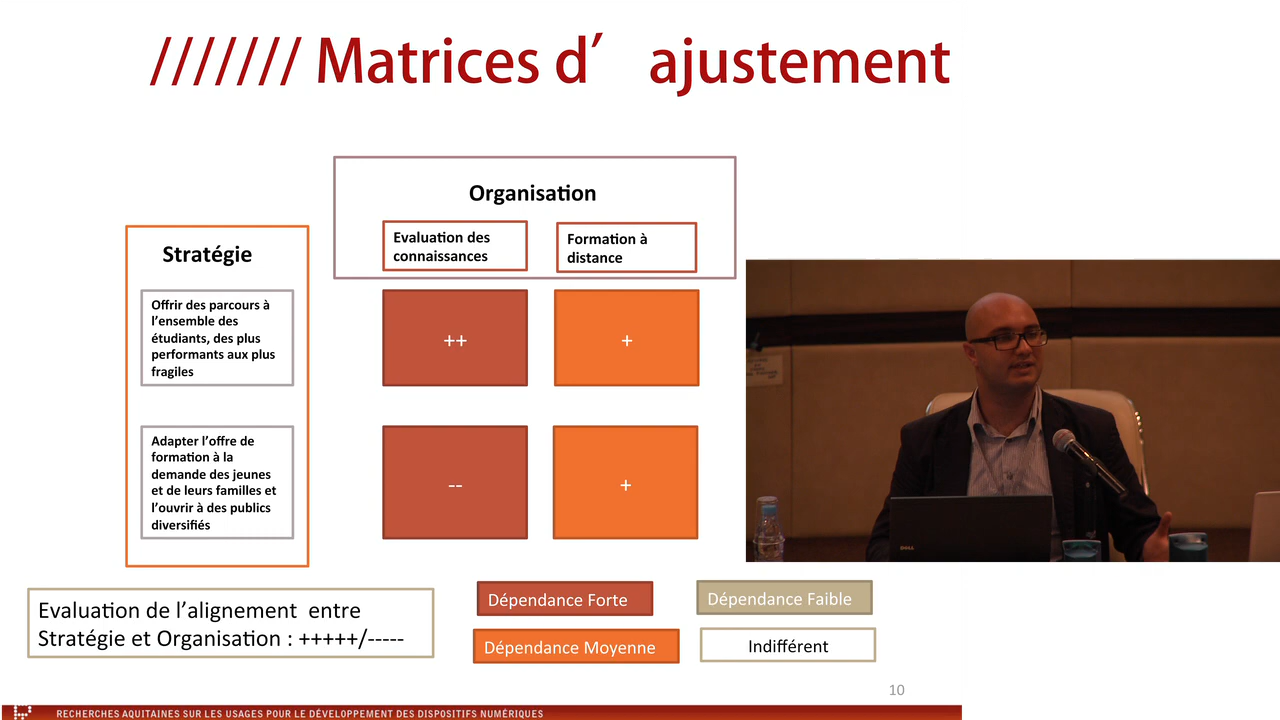 /////// Matrices d’ ajustement
Organisation
Evaluation des
connaissances
Formation à
distance
Stratégie
Offrir des parcours à
l’ensemble des
étudiants, des plus
performants aux plus
fragiles
++
+
Adapter l’offre de
formation à la
demande des jeunes
et de leurs familles et
l’ouvrir à des publics
diversifiés
--
+
Evaluation de l’alignement entre
Stratégie et Organisation : +++++/-----
Dépendance Forte
Dépendance Faible
Dépendance Moyenne
Indifférent
10
RECHERCHES AQUITAINES SUR LES USAGES POUR LE DÉVELOPPEMENT DES DISPOSITIFS NUMÉRIQUES
DELL